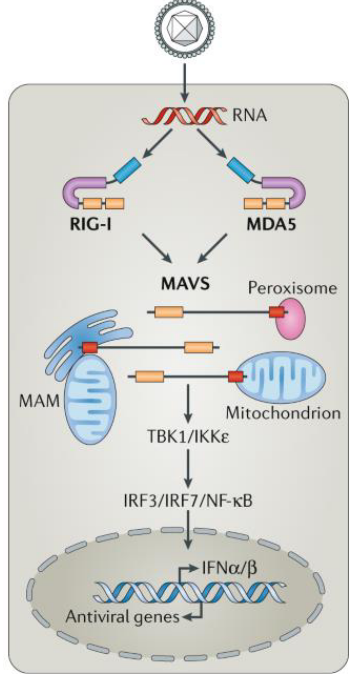 RNA
RIG-I
MDA5
MAVS
Peroxisome
MAM
Mitochondrion
TBK1/IKKε
IRF3/IRF7/NF-κB
IFNα/β
Antiviral genes